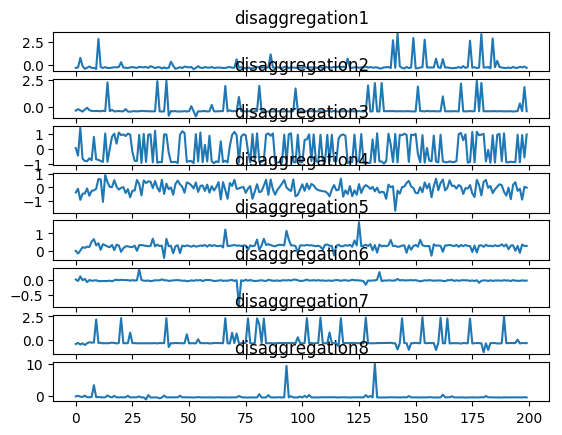 disaggregation1
2.5
0.0
disaggregation2
2.5
0.0
disaggregation3
1
0
−1
disaggregation4
1
0
−1
disaggregation5
1
0
disaggregation6
0.0
−0.5
disaggregation7
2.5
0.0
disaggregation8
10
0
0 25 50 75 100 125 150 175 200